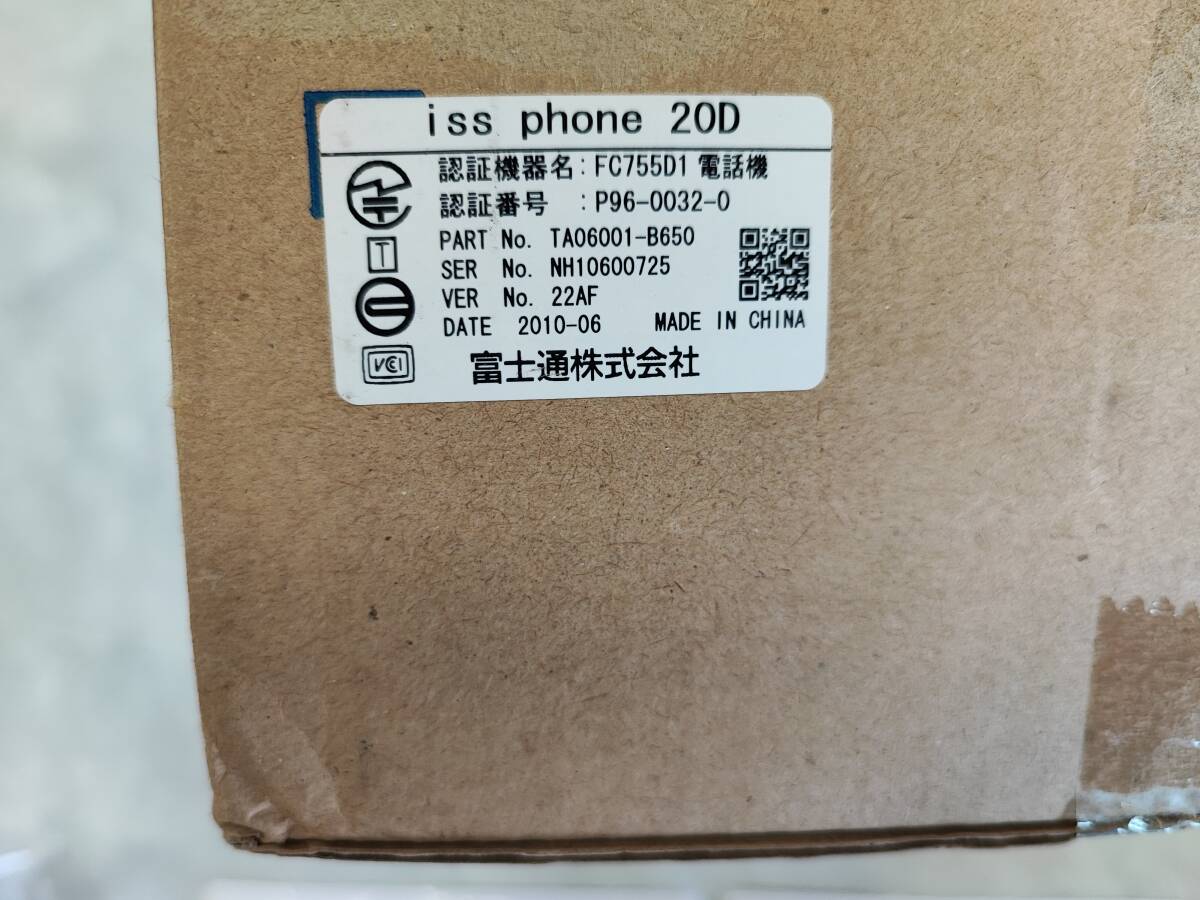 iss phone 20D
認証機器名:FC755D1 電話機
認証番号 :P96-0032-0
T
PART No. TA06001-B650
SER No. NH10600725
VER No. 22AF
DATE 2010-06 MADE IN CHINA
VCCI
富士通株式会社